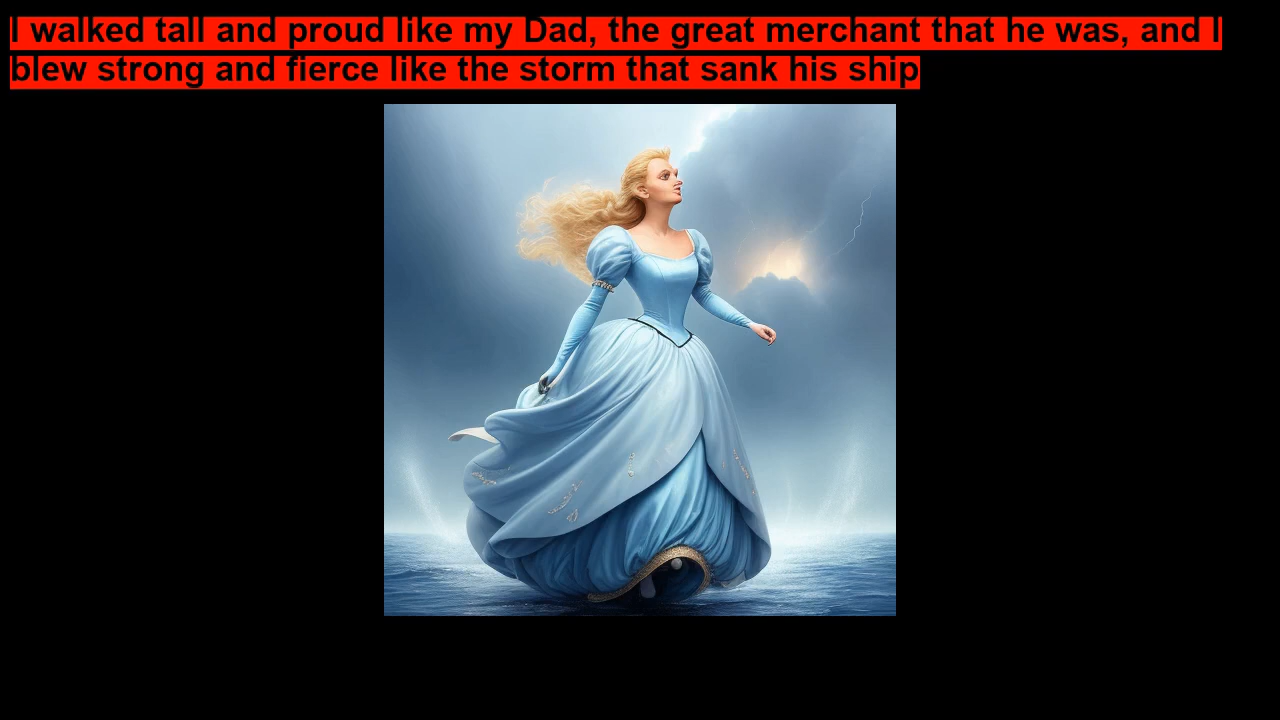 I walked tall and proud like my Dad, the great merchant that he was, and I
blew strong and fierce like the storm that sank his ship